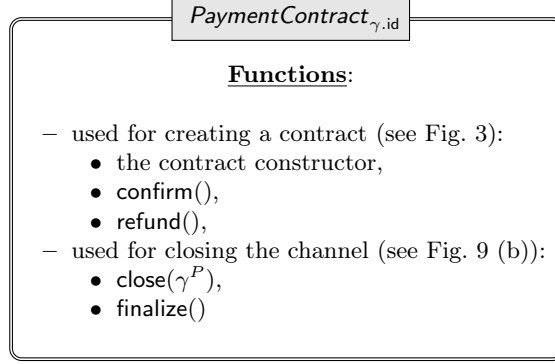 PaymentContract_γ.id
Functions:
– used for creating a contract (see Fig. 3):
• the contract constructor,
• confirm(),
• refund(),
– used for closing the channel (see Fig. 9 (b)):
• close(γ^P),
• finalize()